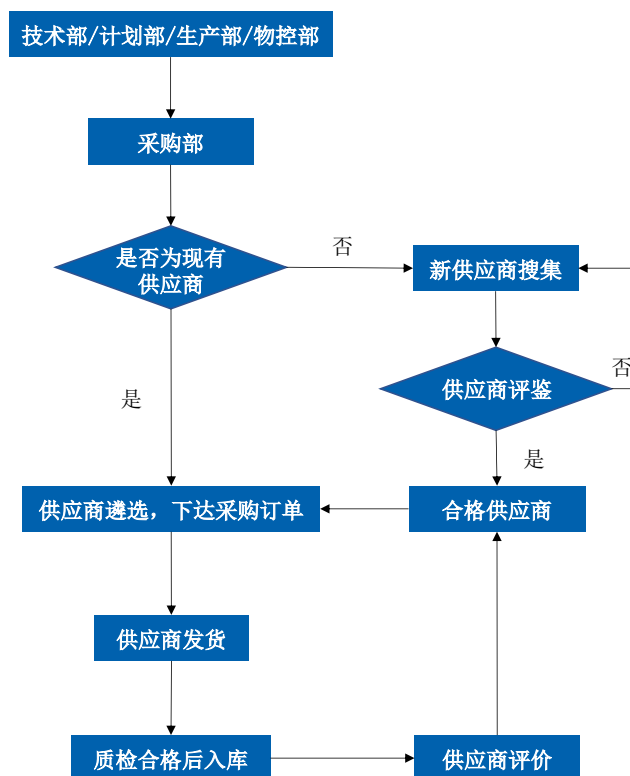 技术部/计划部/生产部/物控部
采购部
是否为现有
供应商
否
新供应商搜集
供应商评鉴
否
是
是
供应商遴选，下达采购订单
合格供应商
供应商发货
质检合格后入库
供应商评价